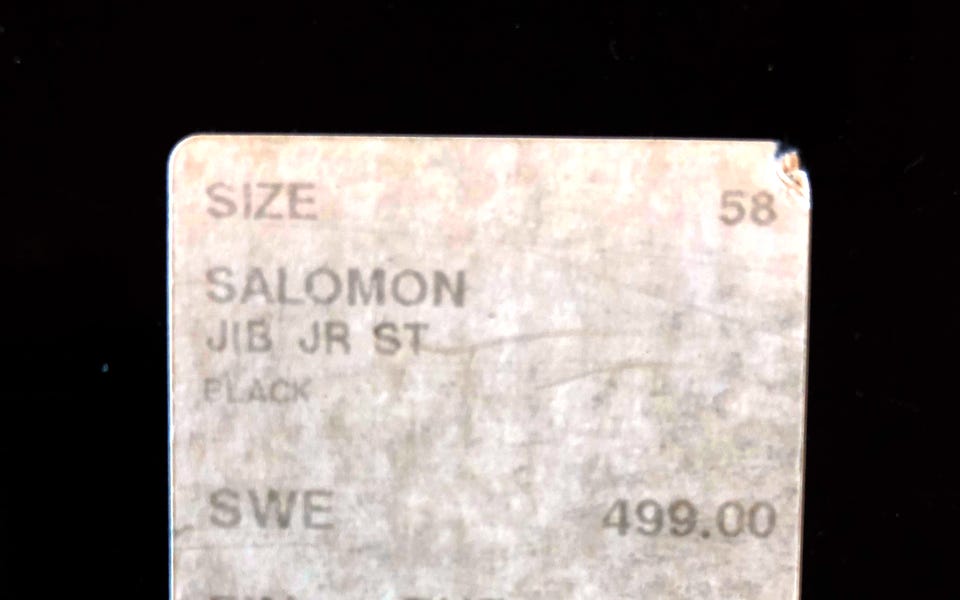 SIZE 58
SALOMON
JIB JR ST
BLACK
SWE 499.00